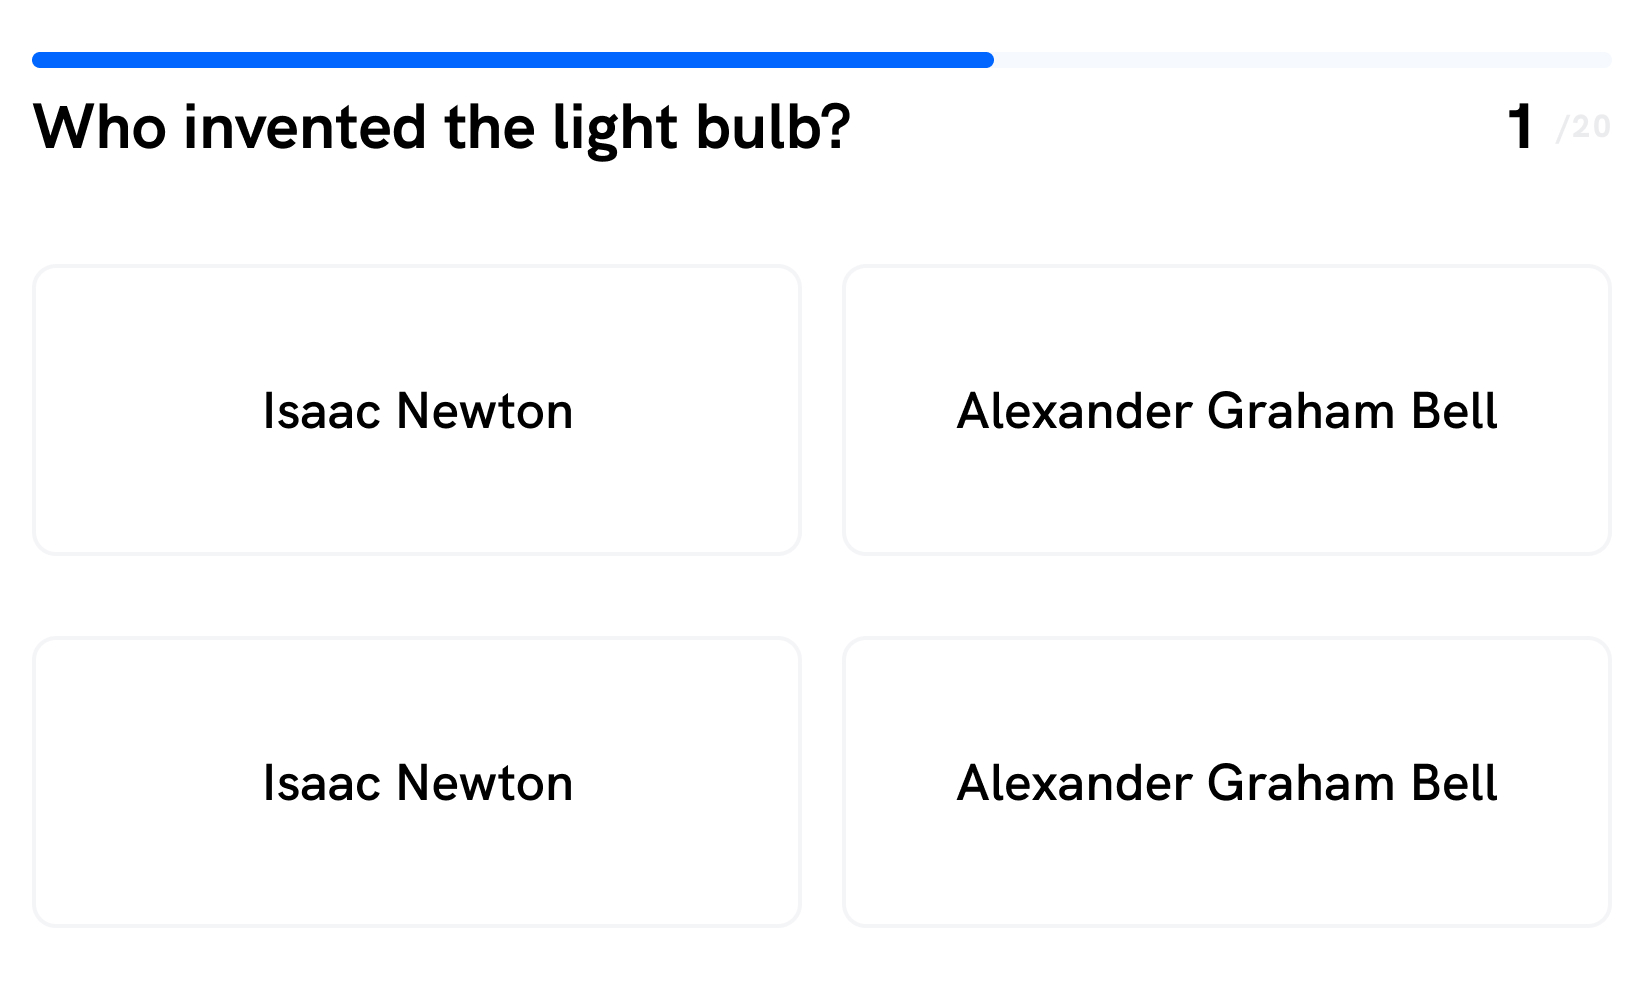 Who invented the light bulb?
1 /20
Isaac Newton
Alexander Graham Bell
Isaac Newton
Alexander Graham Bell